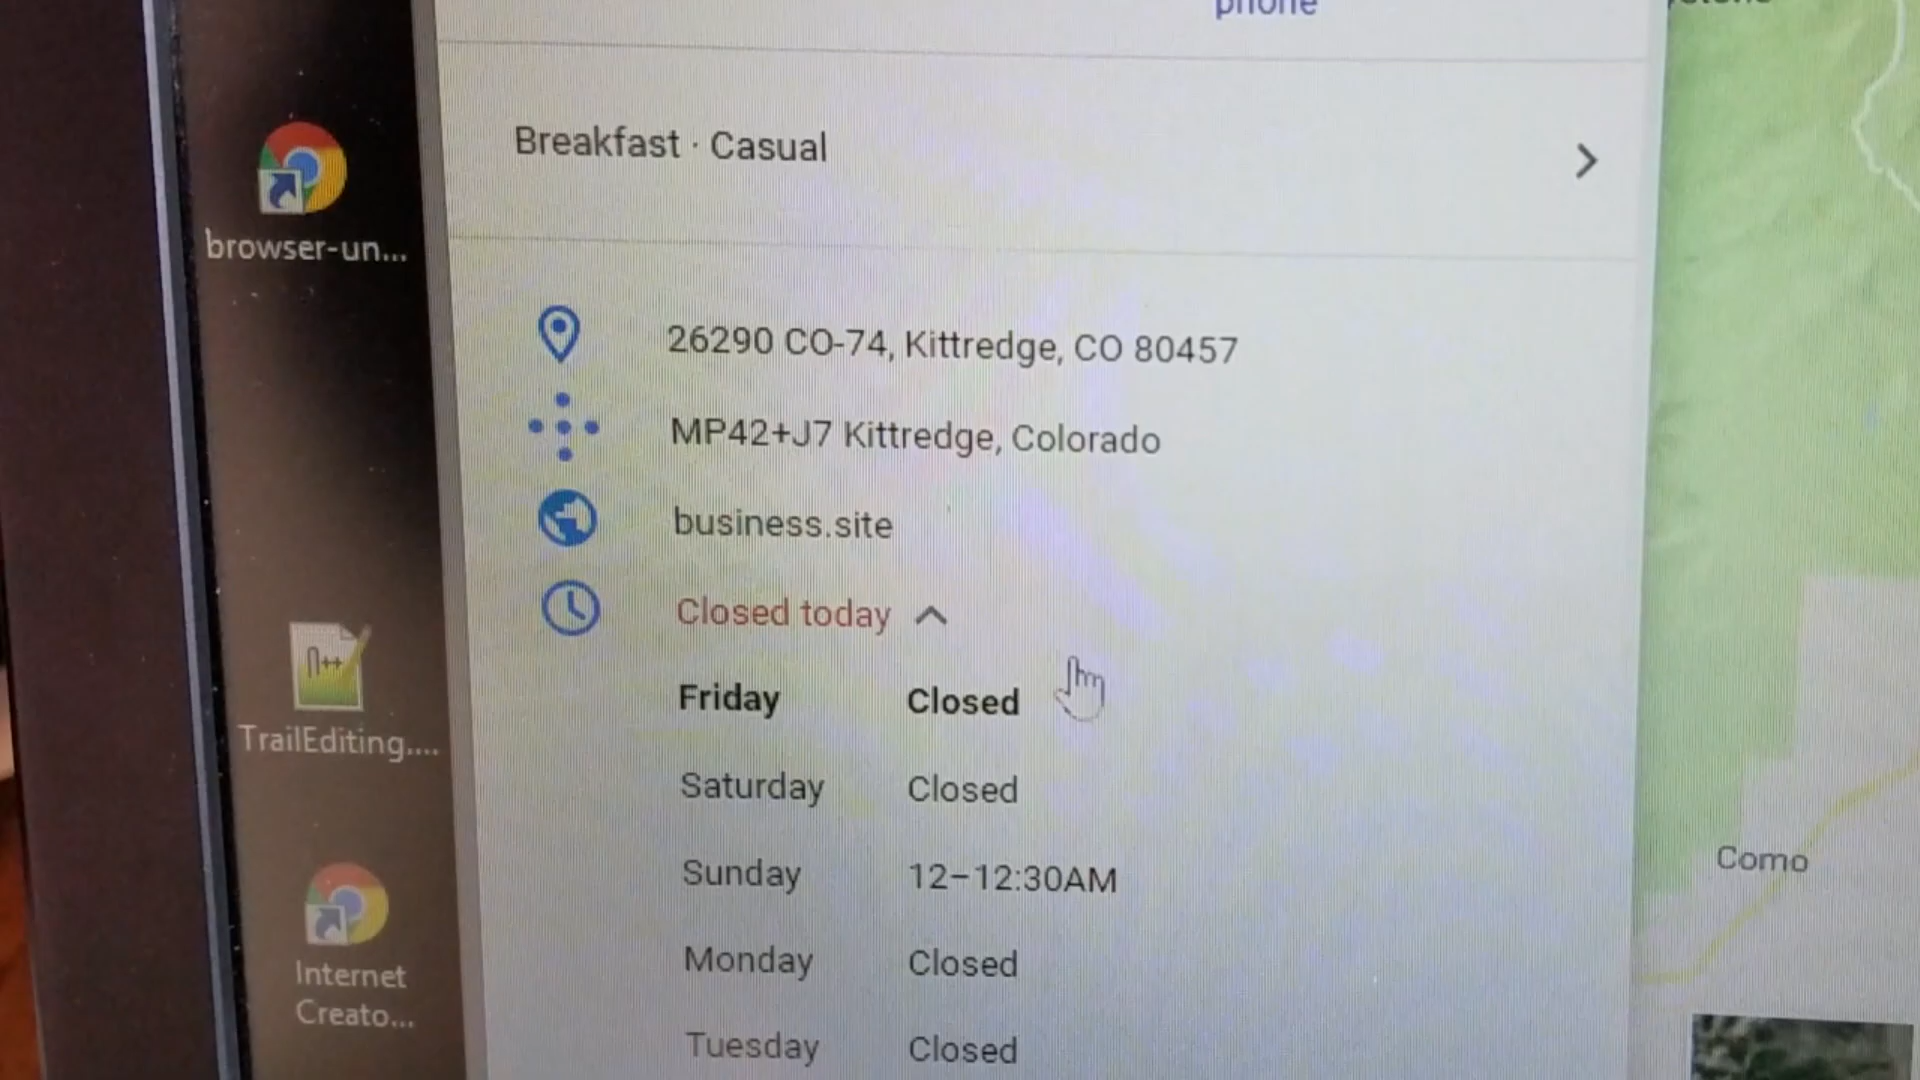 phone
Breakfast · Casual
browser-un...
26290 CO-74, Kittredge, CO 80457
MP42+J7 Kittredge, Colorado
business.site
Closed today
Friday Closed
TrailEditing....
Saturday Closed
Como
Sunday 12–12:30AM
Monday Closed
Internet
Creato...
Tuesday Closed